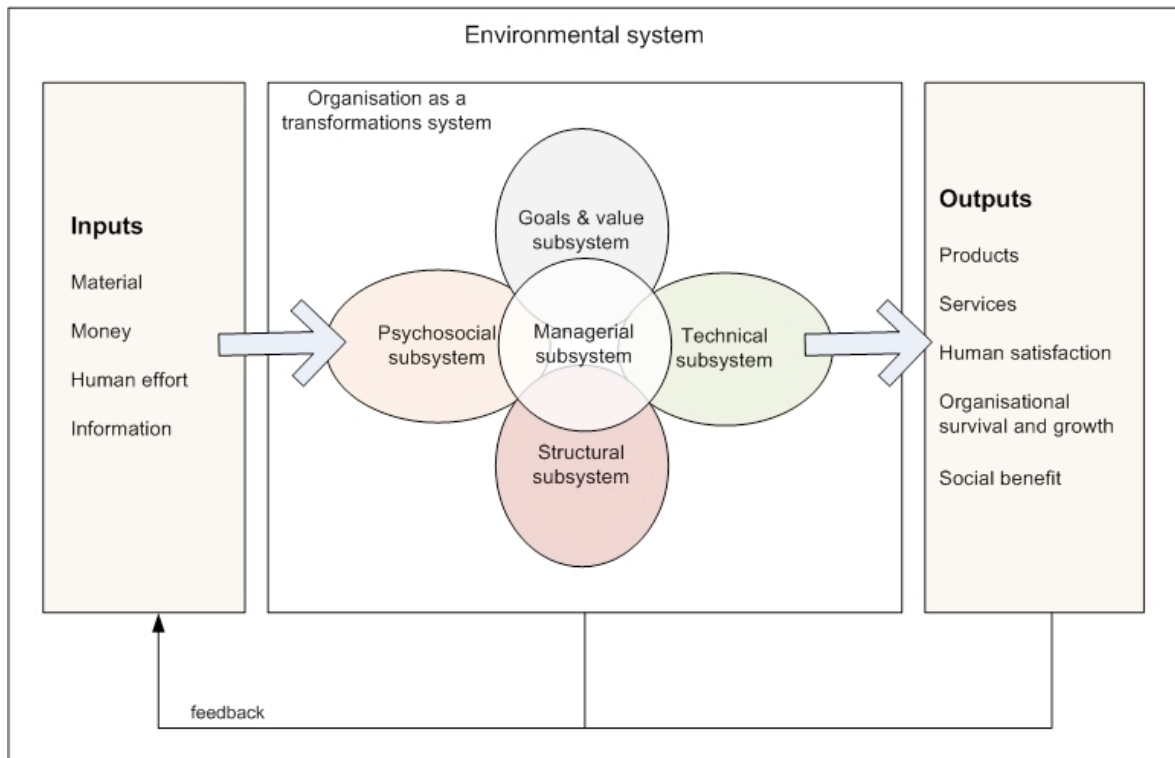 Environmental system
Organisation as a
transformations system
Inputs
Material
Money
Human effort
Information
Goals & value
subsystem
Psychosocial
subsystem
Managerial
subsystem
Technical
subsystem
Structural
subsystem
Outputs
Products
Services
Human satisfaction
Organisational
survival and growth
Social benefit
feedback